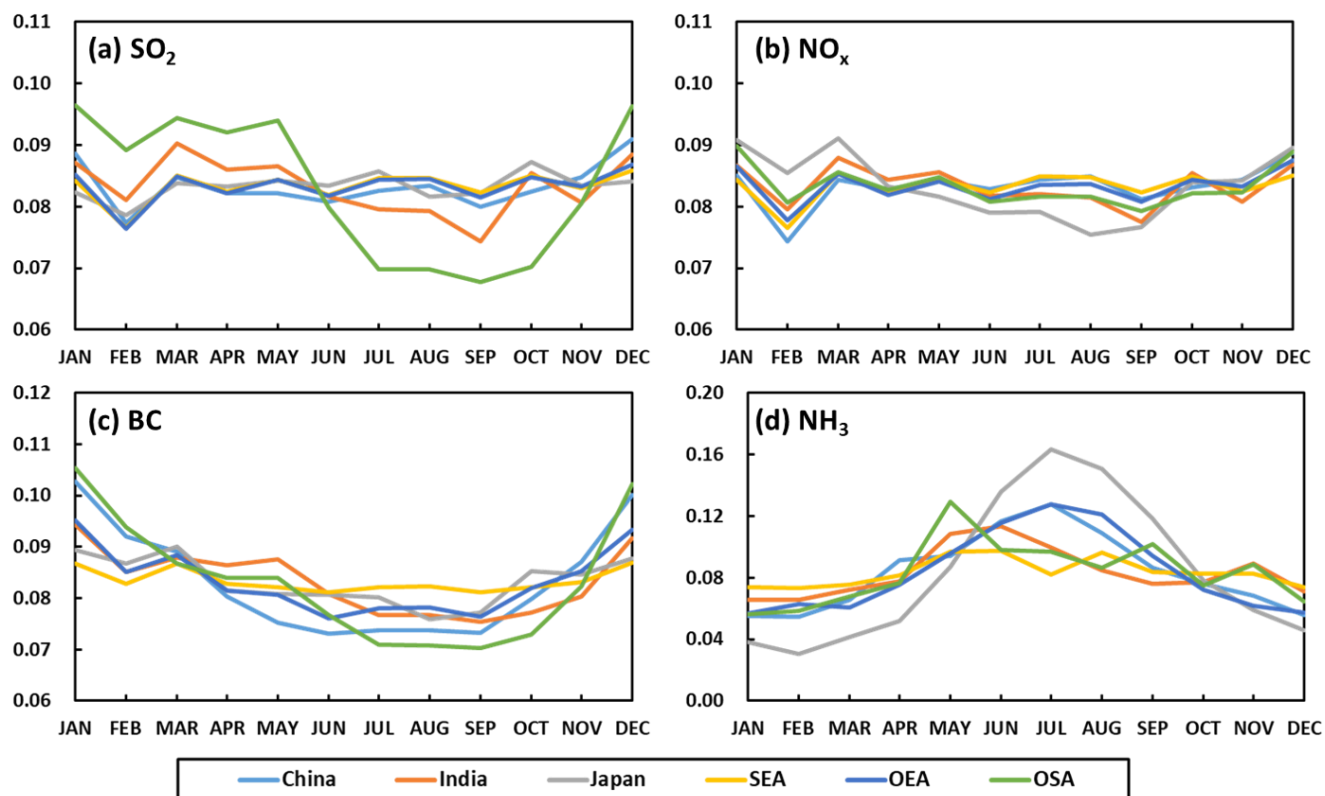 (a) SO₂
0.11
0.10
0.09
0.08
0.07
0.06
JAN FEB MAR APR MAY JUN JUL AUG SEP OCT NOV DEC
(b) NOₓ
0.11
0.10
0.09
0.08
0.07
0.06
JAN FEB MAR APR MAY JUN JUL AUG SEP OCT NOV DEC
(c) BC
0.12
0.11
0.10
0.09
0.08
0.07
0.06
JAN FEB MAR APR MAY JUN JUL AUG SEP OCT NOV DEC
(d) NH₃
0.20
0.16
0.12
0.08
0.04
0.00
JAN FEB MAR APR MAY JUN JUL AUG SEP OCT NOV DEC
China India Japan SEA OEA OSA